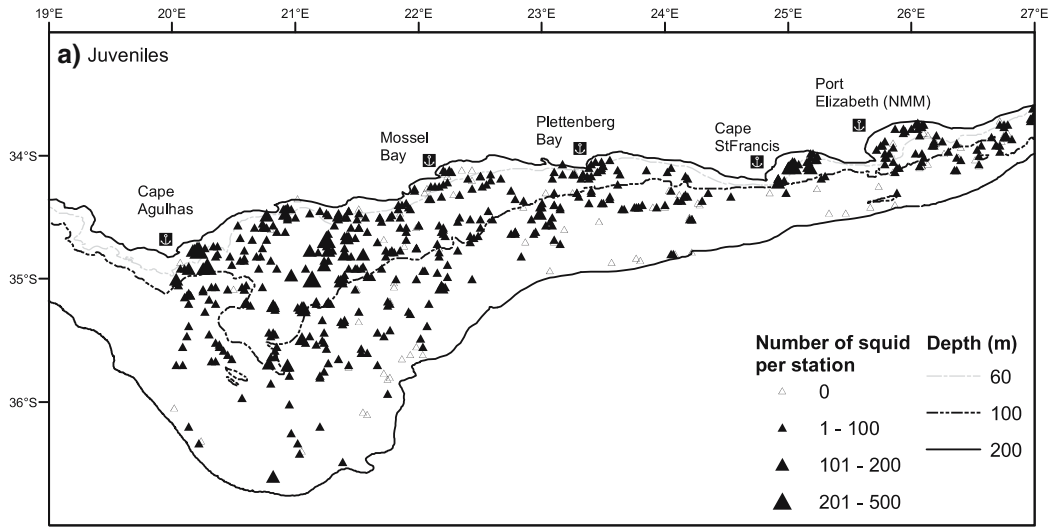 19°E 20°E 21°E 22°E 23°E 24°E 25°E 26°E 27°E
a) Juveniles
Port
Elizabeth (NMM)
Plettenberg
Bay
Mossel
Bay
Cape
StFrancis
34°S
Cape
Agulhas
35°S
36°S
Number of squid
per station
0
1 - 100
101 - 200
201 - 500
Depth (m)
60
100
200